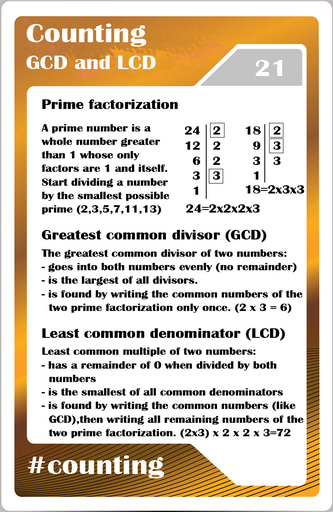 Counting
GCD and LCD
21
Prime factorization
A prime number is a
whole number greater
than 1 whose only
factors are 1 and itself.
Start dividing a number
by the smallest possible
prime (2,3,5,7,11,13)
24 2 18 2
12 2 9 3
6 2 3 3
3 3 1
1 18=2x3x3
24=2x2x2x3
Greatest common divisor (GCD)
The greatest common divisor of two numbers:
- goes into both numbers evenly (no remainder)
- is the largest of all divisors.
- is found by writing the common numbers of the
two prime factorization only once. (2 x 3 = 6)
Least common denominator (LCD)
Least common multiple of two numbers:
- has a remainder of 0 when divided by both
numbers
- is the smallest of all common denominators
- is found by writing the common numbers (like
GCD),then writing all remaining numbers of the
two prime factorization. (2x3) x 2 x 2 x 3=72
#counting